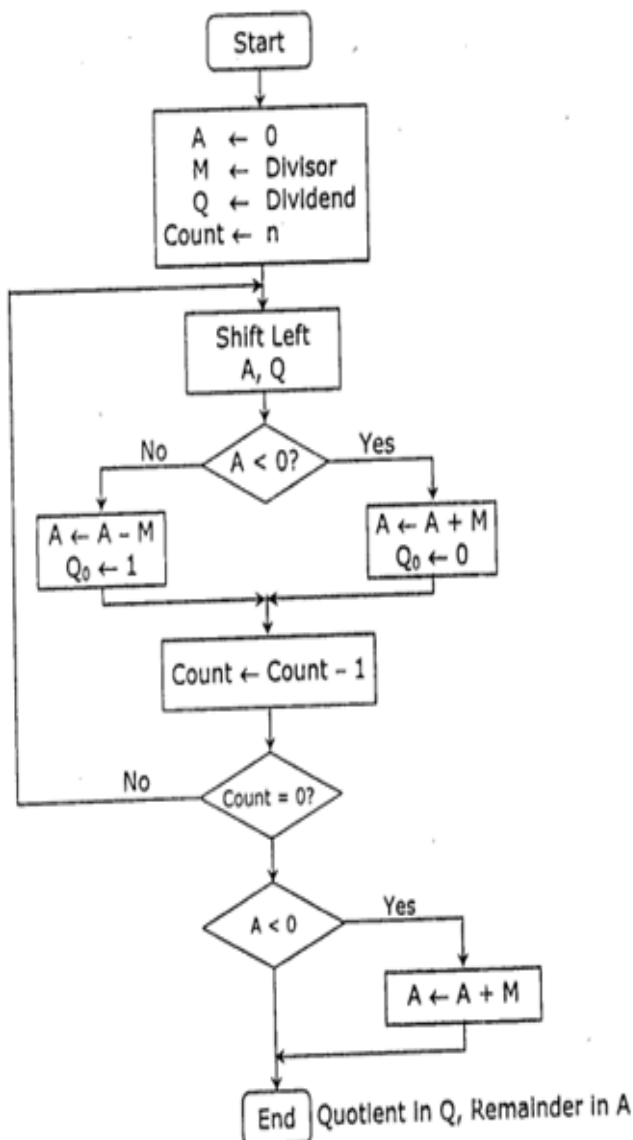 Start
A ← 0
M ← Divisor
Q ← Dividend
Count ← n
Shift Left
A, Q
No
A < 0?
Yes
A ← A – M
Q₀ ← 1
A ← A + M
Q₀ ← 0
Count ← Count – 1
No
Count = 0?
A < 0
Yes
A ← A + M
End
Quotient in Q, Remainder in A